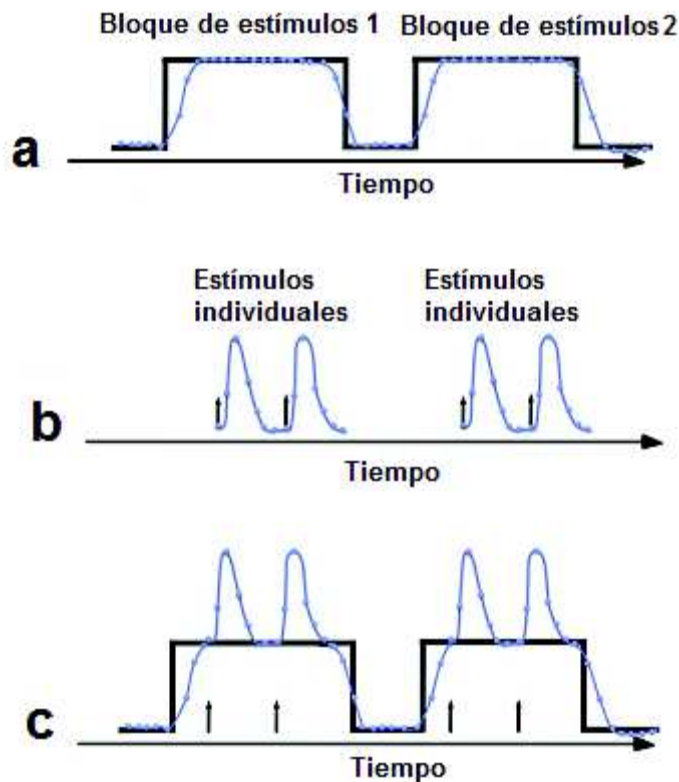 Bloque de estímulos 1 Bloque de estímulos 2
a
Tiempo
Estímulos Estímulos
individuales individuales
b
Tiempo
c
Tiempo